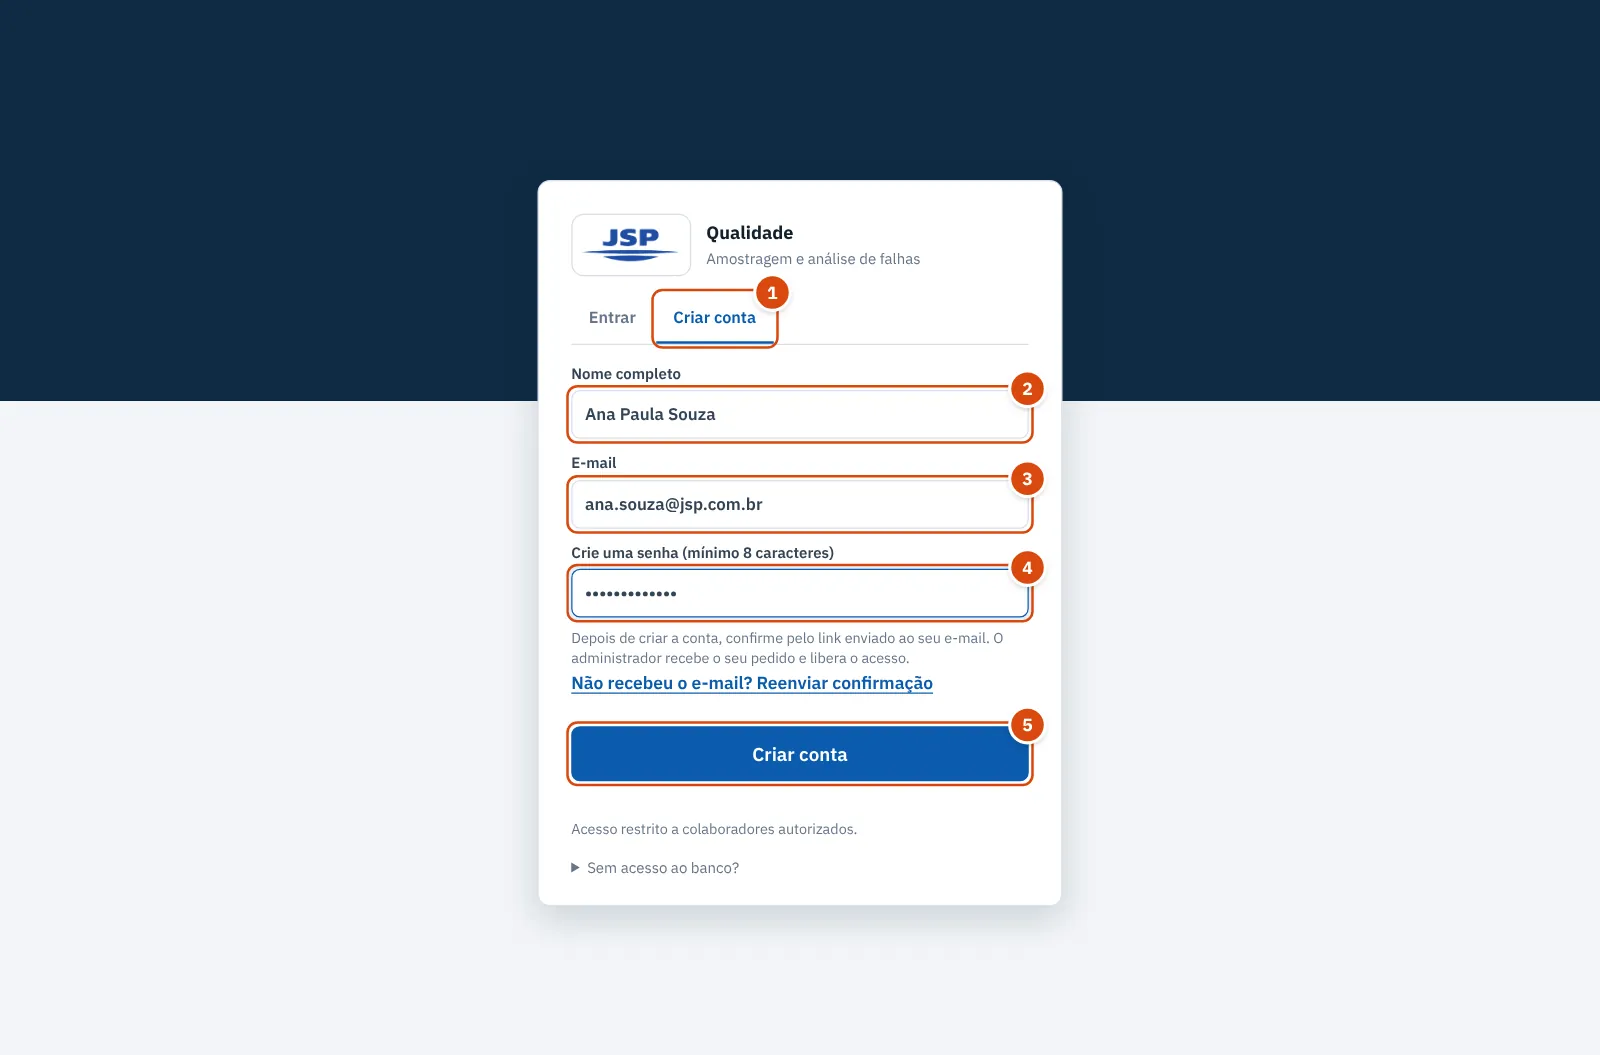 JSP
Qualidade
Amostragem e análise de falhas
Entrar
Criar conta
1
Nome completo
2
Ana Paula Souza
E-mail
3
ana.souza@jsp.com.br
Crie uma senha (mínimo 8 caracteres)
4
•••••••••••••
Depois de criar a conta, confirme pelo link enviado ao seu e-mail. O
administrador recebe o seu pedido e libera o acesso.
Não recebeu o e-mail? Reenviar confirmação
5
Criar conta
Acesso restrito a colaboradores autorizados.
Sem acesso ao banco?